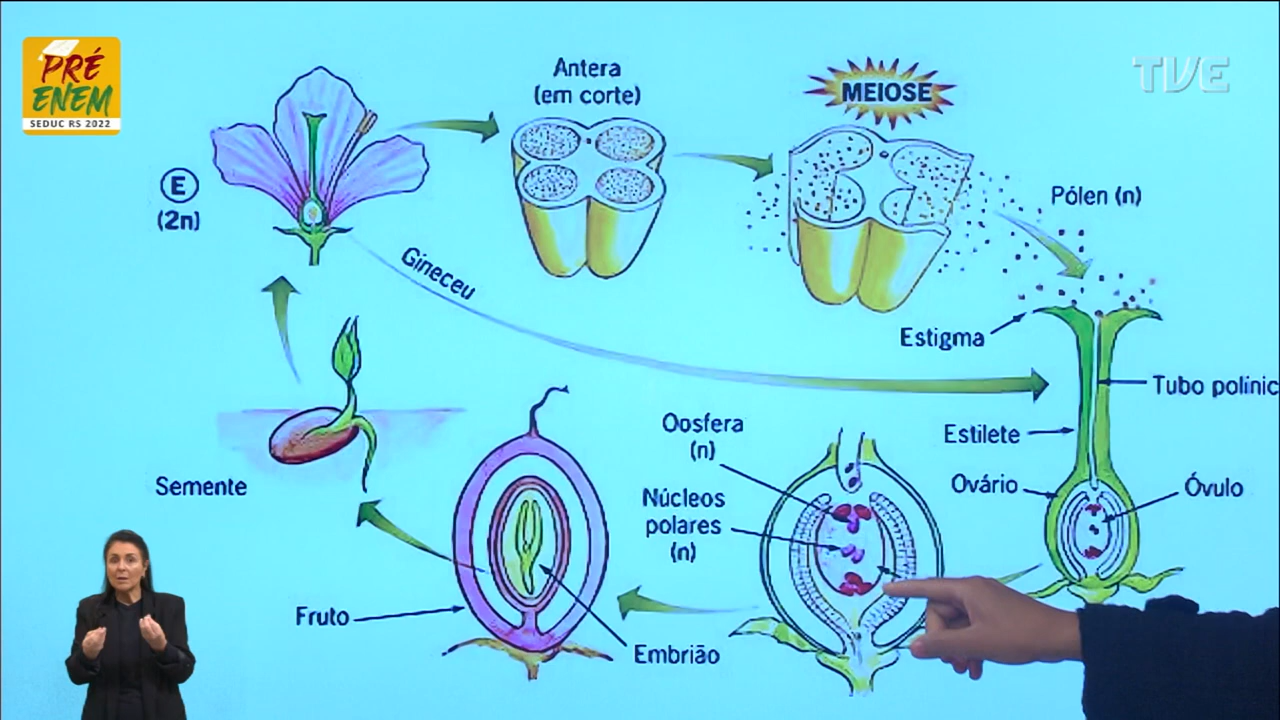 PRÉ
ENEM
SEDUC RS 2022
TVE
Antera
(em corte)
MEIOSE
E
(2n)
Pólen (n)
Gineceu
Estigma
Tubo polínic
Estilete
Oosfera
(n)
Ovário
Óvulo
Núcleos
polares
(n)
Semente
Fruto
Embrião